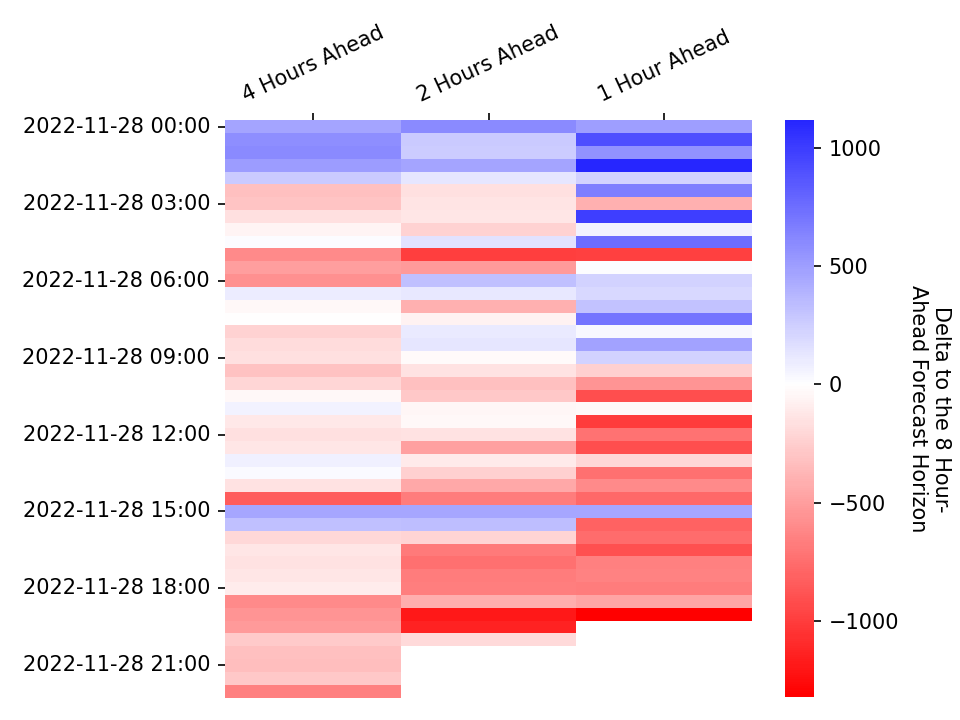 4 Hours Ahead
2 Hours Ahead
1 Hour Ahead
2022-11-28 00:00
2022-11-28 03:00
2022-11-28 06:00
2022-11-28 09:00
2022-11-28 12:00
2022-11-28 15:00
2022-11-28 18:00
2022-11-28 21:00
1000
500
0
−500
−1000
Delta to the 8 Hour-
Ahead Forecast Horizon